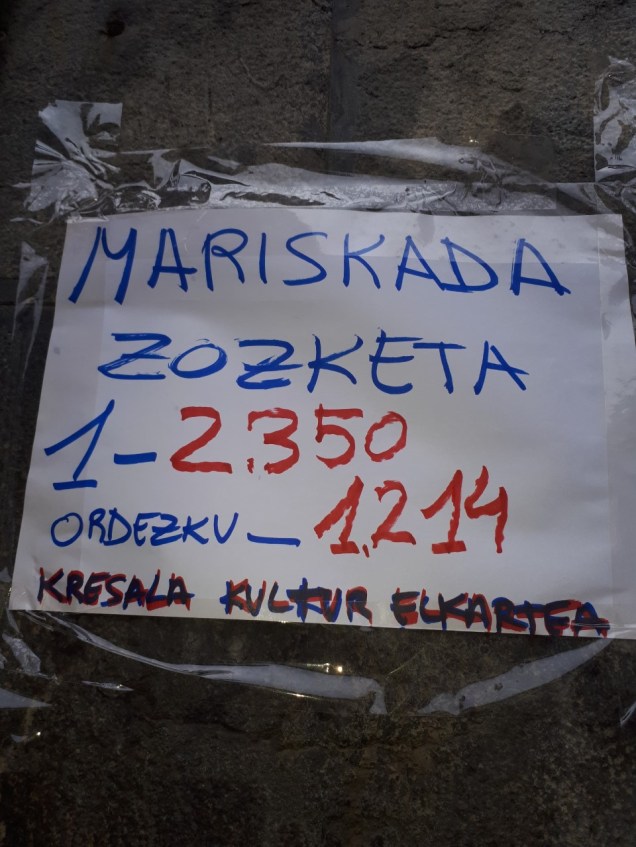 MARISKADA
ZOZKETA
1-2.350
ORDEZKU - 1.214
KRESALA KULTUR ELKARTEA